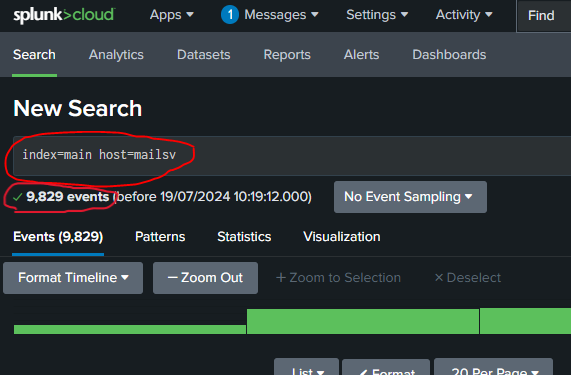 splunk>cloud Apps ▾ 1 Messages ▾ Settings ▾ Activity ▾ Find
Search Analytics Datasets Reports Alerts Dashboards
New Search
index=main host=mailsv
✓ 9,829 events (before 19/07/2024 10:19:12.000) No Event Sampling ▾
Events (9,829) Patterns Statistics Visualization
Format Timeline ▾ — Zoom Out + Zoom to Selection × Deselect
List ▾ Format 20 Per Page ▾